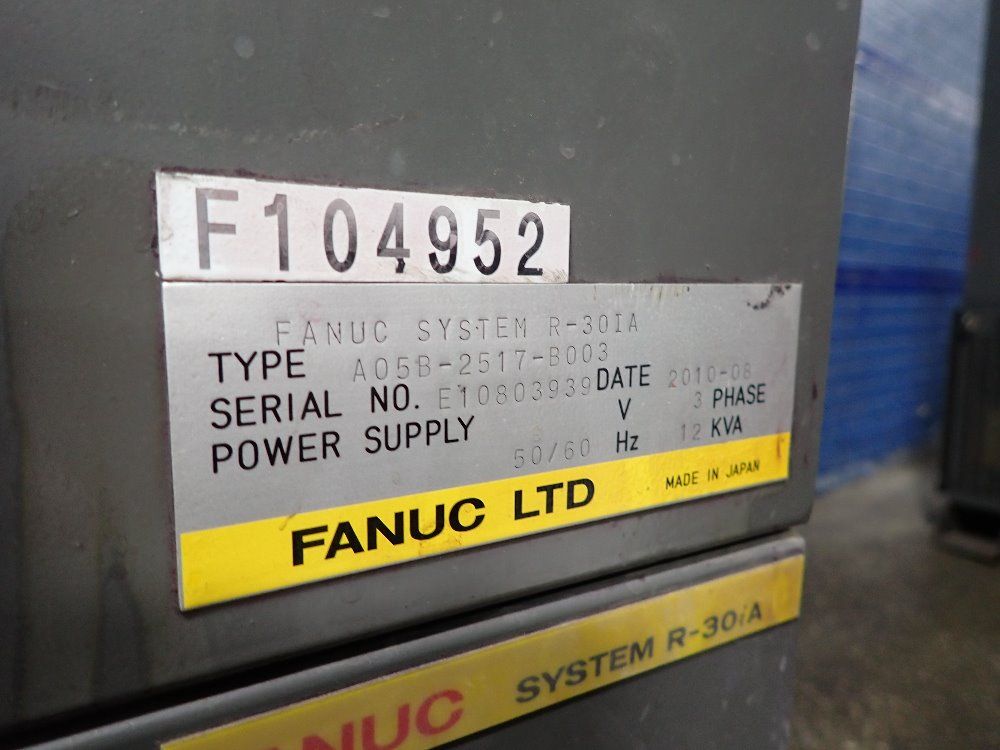 F104952
FANUC SYSTEM R-30IA
TYPE A05B-2517-B003
SERIAL NO. E10803939 DATE 2010-08
POWER SUPPLY V 3 PHASE
50/60 Hz 12 KVA
FANUC LTD MADE IN JAPAN
FANUC SYSTEM R-30iA